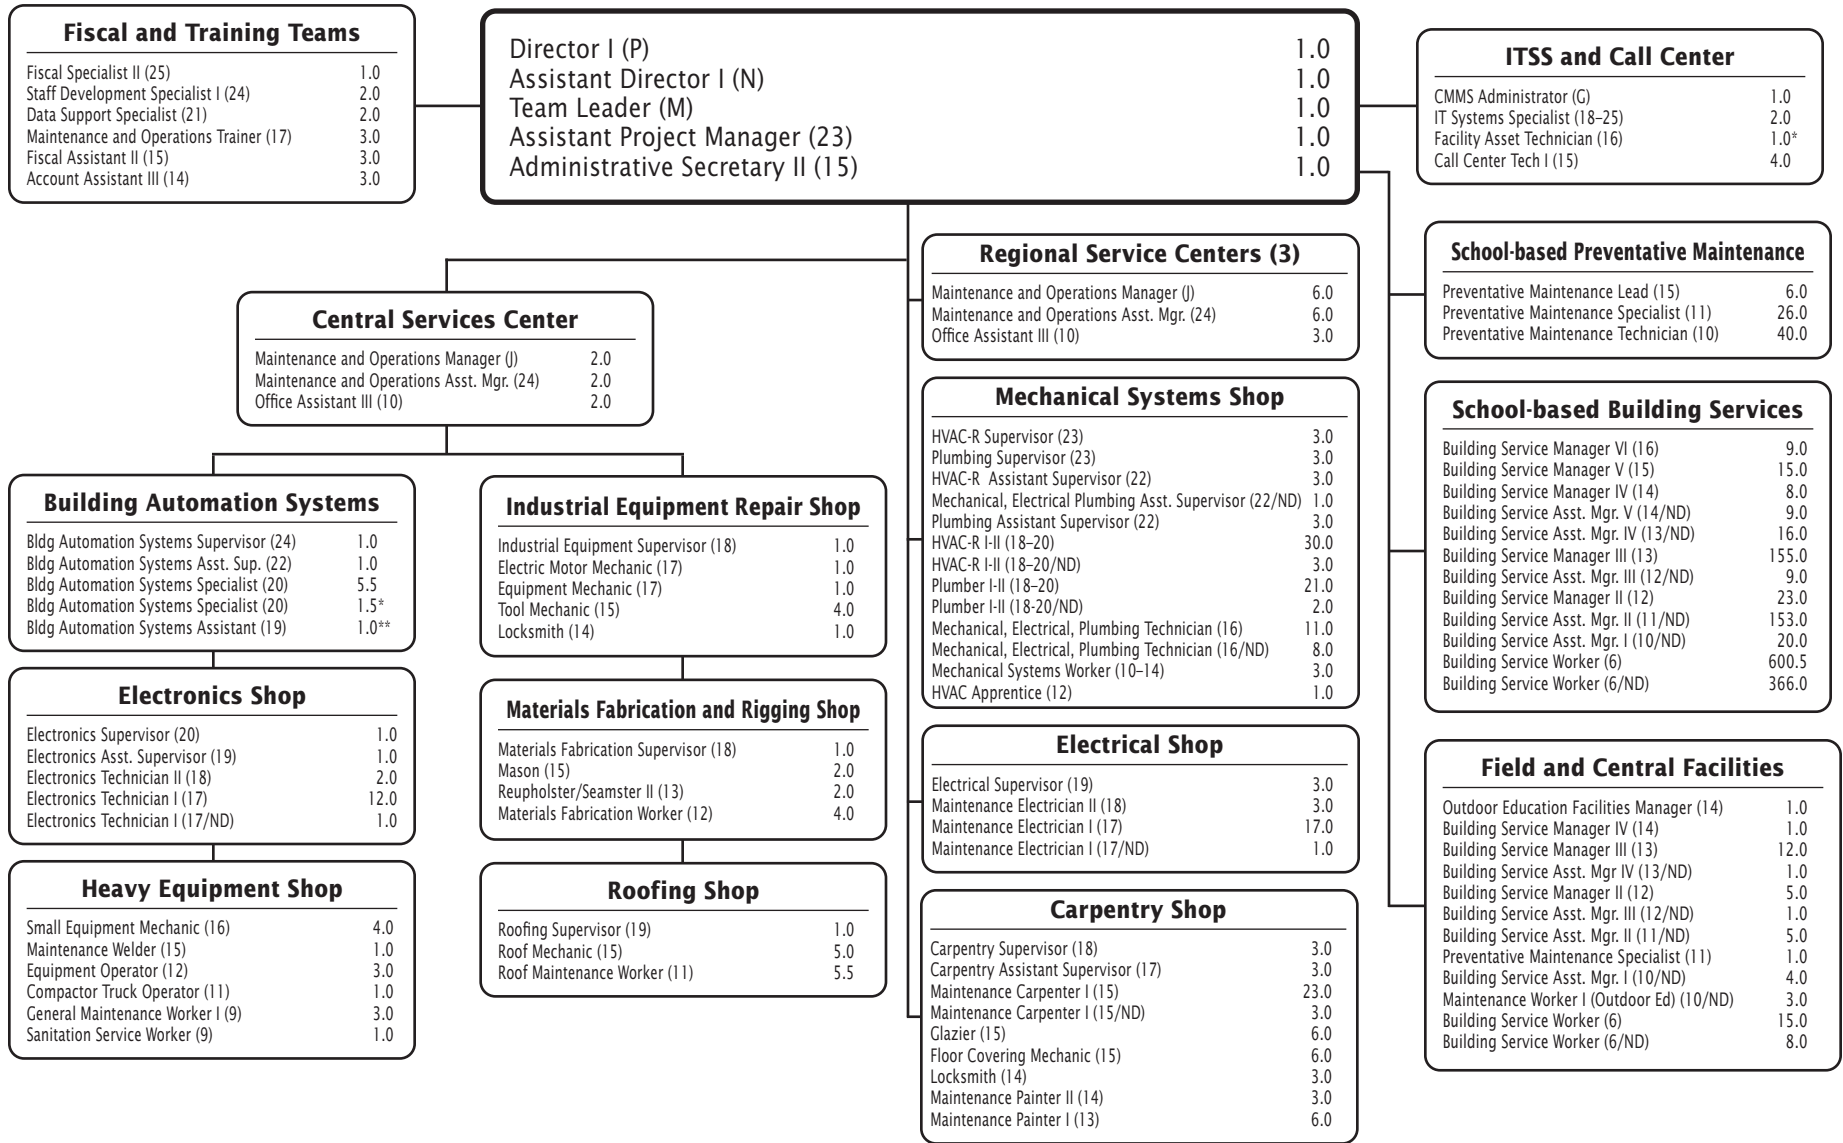 Fiscal and Training Teams
Fiscal Specialist II (25) 1.0
Staff Development Specialist I (24) 2.0
Data Support Specialist (21) 2.0
Maintenance and Operations Trainer (17) 3.0
Fiscal Assistant II (15) 3.0
Account Assistant III (14) 3.0
Director I (P) 1.0
Assistant Director I (N) 1.0
Team Leader (M) 1.0
Assistant Project Manager (23) 1.0
Administrative Secretary II (15) 1.0
ITSS and Call Center
CMMS Administrator (G) 1.0
IT Systems Specialist (18–25) 2.0
Facility Asset Technician (16) 1.0*
Call Center Tech I (15) 4.0
Central Services Center
Maintenance and Operations Manager (J) 2.0
Maintenance and Operations Asst. Mgr. (24) 2.0
Office Assistant III (10) 2.0
Building Automation Systems
Bldg Automation Systems Supervisor (24) 1.0
Bldg Automation Systems Asst. Sup. (22) 1.0
Bldg Automation Systems Specialist (20) 5.5
Bldg Automation Systems Specialist (20) 1.5*
Bldg Automation Systems Assistant (19) 1.0**
Electronics Shop
Electronics Supervisor (20) 1.0
Electronics Asst. Supervisor (19) 1.0
Electronics Technician II (18) 2.0
Electronics Technician I (17) 12.0
Electronics Technician I (17/ND) 1.0
Heavy Equipment Shop
Small Equipment Mechanic (16) 4.0
Maintenance Welder (15) 1.0
Equipment Operator (12) 3.0
Compactor Truck Operator (11) 1.0
General Maintenance Worker I (9) 3.0
Sanitation Service Worker (9) 1.0
Industrial Equipment Repair Shop
Industrial Equipment Supervisor (18) 1.0
Electric Motor Mechanic (17) 1.0
Equipment Mechanic (17) 1.0
Tool Mechanic (15) 4.0
Locksmith (14) 1.0
Materials Fabrication and Rigging Shop
Materials Fabrication Supervisor (18) 1.0
Mason (15) 2.0
Reupholster/Seamster II (13) 2.0
Materials Fabrication Worker (12) 4.0
Roofing Shop
Roofing Supervisor (19) 1.0
Roof Mechanic (15) 5.0
Roof Maintenance Worker (11) 5.5
Regional Service Centers (3)
Maintenance and Operations Manager (J) 6.0
Maintenance and Operations Asst. Mgr. (24) 6.0
Office Assistant III (10) 3.0
Mechanical Systems Shop
HVAC-R Supervisor (23) 3.0
Plumbing Supervisor (23) 3.0
HVAC-R Assistant Supervisor (22) 3.0
Mechanical, Electrical Plumbing Asst. Supervisor (22/ND) 1.0
Plumbing Assistant Supervisor (22) 3.0
HVAC-R I-II (18–20) 30.0
HVAC-R I-II (18–20/ND) 3.0
Plumber I-II (18–20) 21.0
Plumber I-II (18-20/ND) 2.0
Mechanical, Electrical, Plumbing Technician (16) 11.0
Mechanical, Electrical, Plumbing Technician (16/ND) 8.0
Mechanical Systems Worker (10–14) 3.0
HVAC Apprentice (12) 1.0
Electrical Shop
Electrical Supervisor (19) 3.0
Maintenance Electrician II (18) 3.0
Maintenance Electrician I (17) 17.0
Maintenance Electrician I (17/ND) 1.0
Carpentry Shop
Carpentry Supervisor (18) 3.0
Carpentry Assistant Supervisor (17) 3.0
Maintenance Carpenter I (15) 23.0
Maintenance Carpenter I (15/ND) 3.0
Glazier (15) 6.0
Floor Covering Mechanic (15) 6.0
Locksmith (14) 3.0
Maintenance Painter II (14) 3.0
Maintenance Painter I (13) 6.0
School-based Preventative Maintenance
Preventative Maintenance Lead (15) 6.0
Preventative Maintenance Specialist (11) 26.0
Preventative Maintenance Technician (10) 40.0
School-based Building Services
Building Service Manager VI (16) 9.0
Building Service Manager V (15) 15.0
Building Service Manager IV (14) 8.0
Building Service Asst. Mgr. V (14/ND) 9.0
Building Service Asst. Mgr. IV (13/ND) 16.0
Building Service Manager III (13) 155.0
Building Service Asst. Mgr. III (12/ND) 9.0
Building Service Manager II (12) 23.0
Building Service Asst. Mgr. II (11/ND) 153.0
Building Service Asst. Mgr. I (10/ND) 20.0
Building Service Worker (6) 600.5
Building Service Worker (6/ND) 366.0
Field and Central Facilities
Outdoor Education Facilities Manager (14) 1.0
Building Service Manager IV (14) 1.0
Building Service Manager III (13) 12.0
Building Service Asst. Mgr IV (13/ND) 1.0
Building Service Manager II (12) 5.0
Building Service Asst. Mgr. III (12/ND) 1.0
Building Service Asst. Mgr. II (11/ND) 5.0
Preventative Maintenance Specialist (11) 1.0
Building Service Asst. Mgr. I (10/ND) 4.0
Maintenance Worker I (Outdoor Ed) (10/ND) 3.0
Building Service Worker (6) 15.0
Building Service Worker (6/ND) 8.0